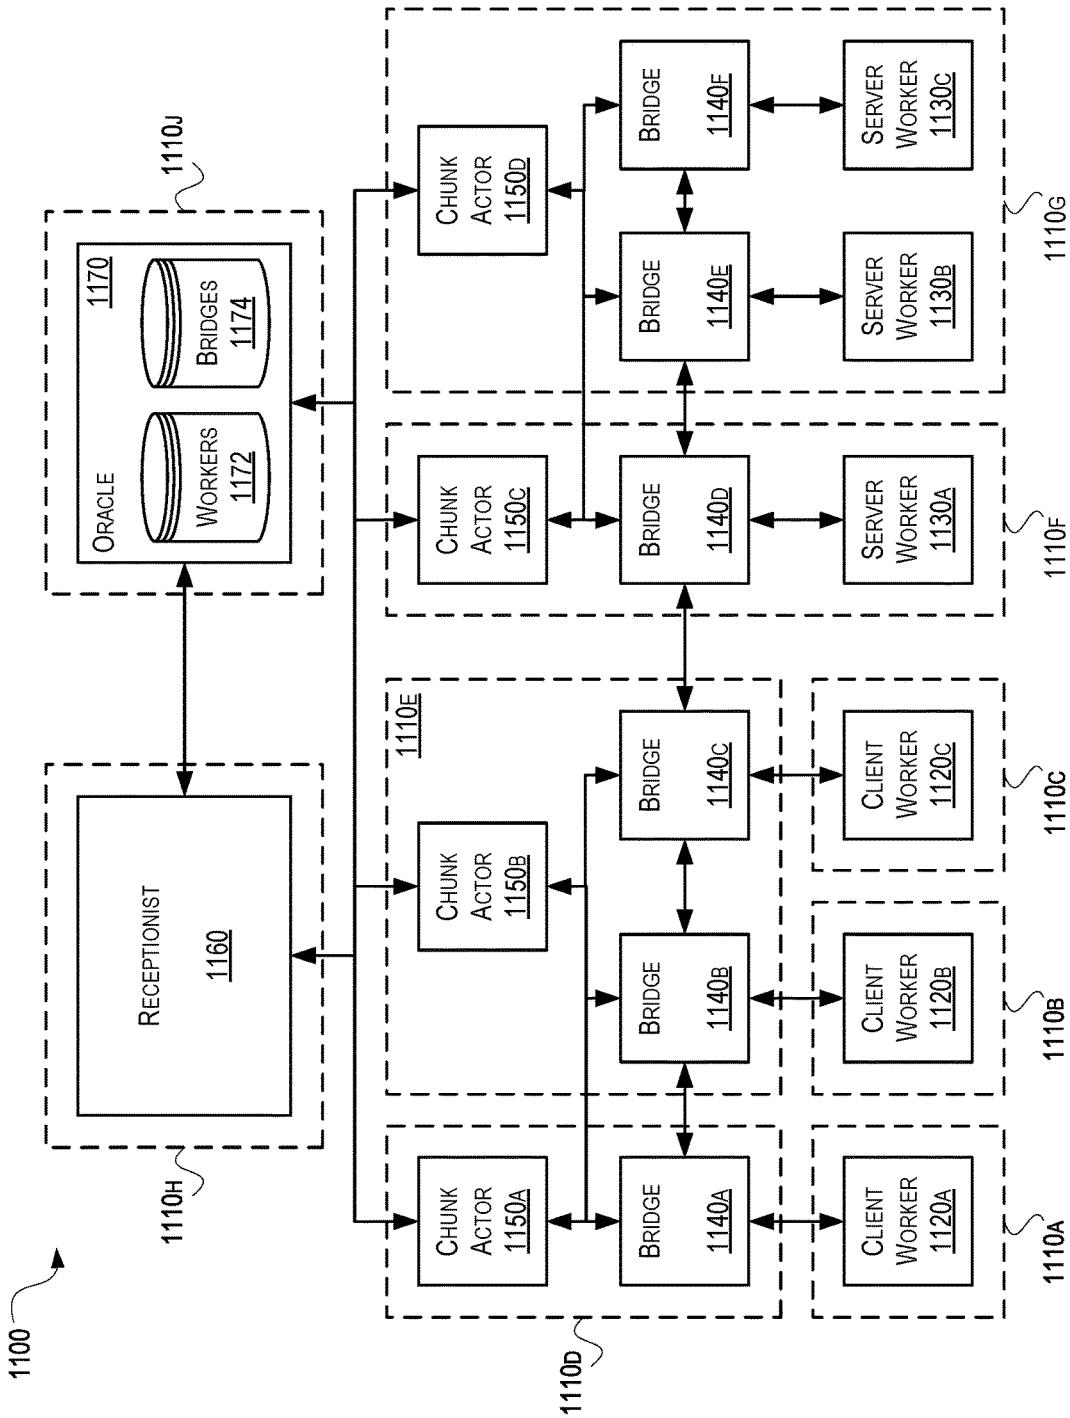 1100
1110H
RECEPTIONIST
1160
1110J
ORACLE
1170
WORKERS
1172
BRIDGES
1174
1110D
CHUNK
ACTOR
1150A
BRIDGE
1140A
1110E
CHUNK
ACTOR
1150B
BRIDGE
1140B
BRIDGE
1140C
CHUNK
ACTOR
1150C
BRIDGE
1140D
SERVER
WORKER
1130A
1110F
CHUNK
ACTOR
1150D
BRIDGE
1140E
BRIDGE
1140F
SERVER
WORKER
1130B
SERVER
WORKER
1130C
1110G
CLIENT
WORKER
1120A
1110A
CLIENT
WORKER
1120B
1110B
CLIENT
WORKER
1120C
1110C